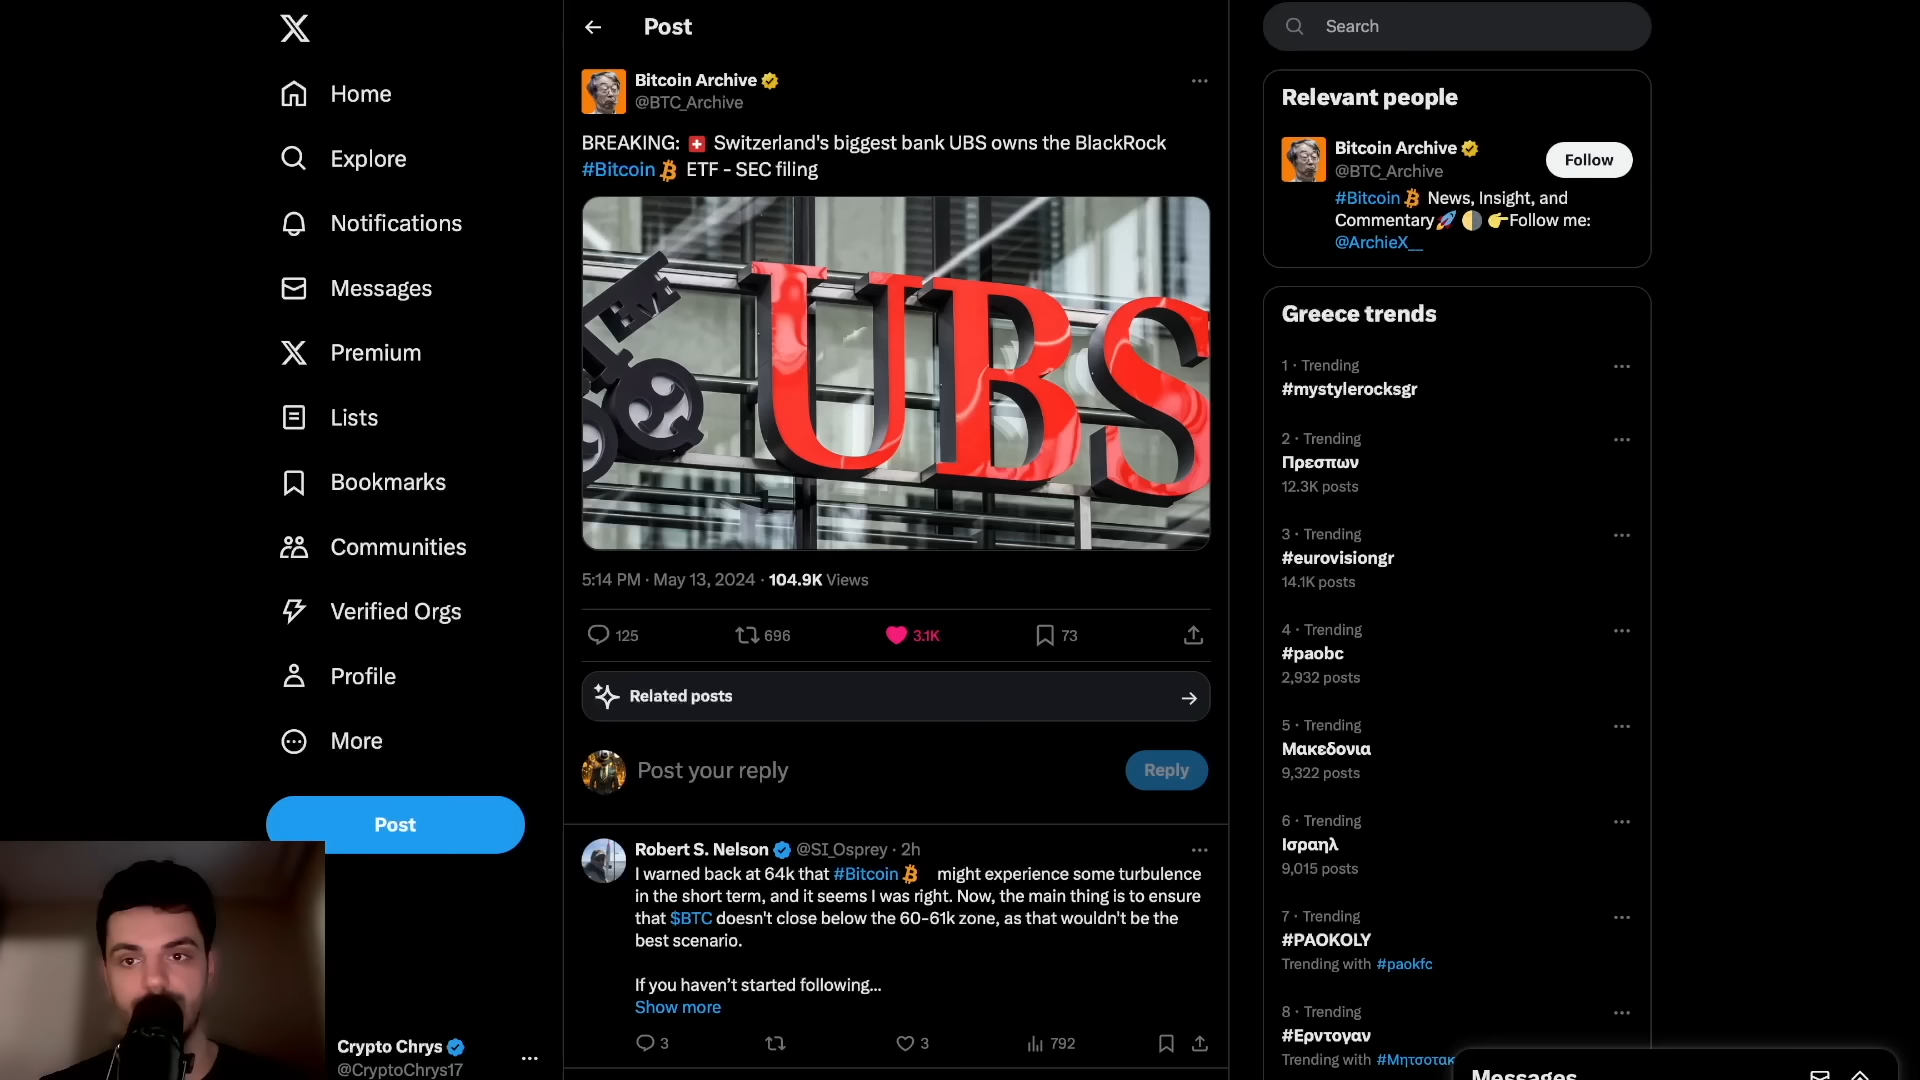 Home
Explore
Notifications
Messages
Premium
Lists
Bookmarks
Communities
Verified Orgs
Profile
More
Post
Crypto Chrys
@CryptoChrys17
Post
Bitcoin Archive
@BTC_Archive
BREAKING: 🇨🇭 Switzerland's biggest bank UBS owns the BlackRock
#Bitcoin ETF - SEC filing
UBS
5:14 PM · May 13, 2024 · 104.9K Views
125 696 3.1K 73
Related posts
Post your reply
Reply
Robert S. Nelson @SI_Osprey · 2h
I warned back at 64k that #Bitcoin might experience some turbulence
in the short term, and it seems I was right. Now, the main thing is to ensure
that $BTC doesn't close below the 60-61k zone, as that wouldn't be the
best scenario.
If you haven't started following...
Show more
3 3 792
Search
Relevant people
Bitcoin Archive
@BTC_Archive
Follow
#Bitcoin News, Insight, and
Commentary🚀 🌗 👉Follow me:
@ArchieX__
Greece trends
1 · Trending
#mystylerocksgr
2 · Trending
Πρεσπων
12.3K posts
3 · Trending
#eurovisiongr
14.1K posts
4 · Trending
#paobc
2,932 posts
5 · Trending
Μακεδονια
9,322 posts
6 · Trending
Ισραηλ
9,015 posts
7 · Trending
#PAOKOLY
Trending with #paokfc
8 · Trending
#Ερντογαν
Trending with #Μητσοτακ
Messages